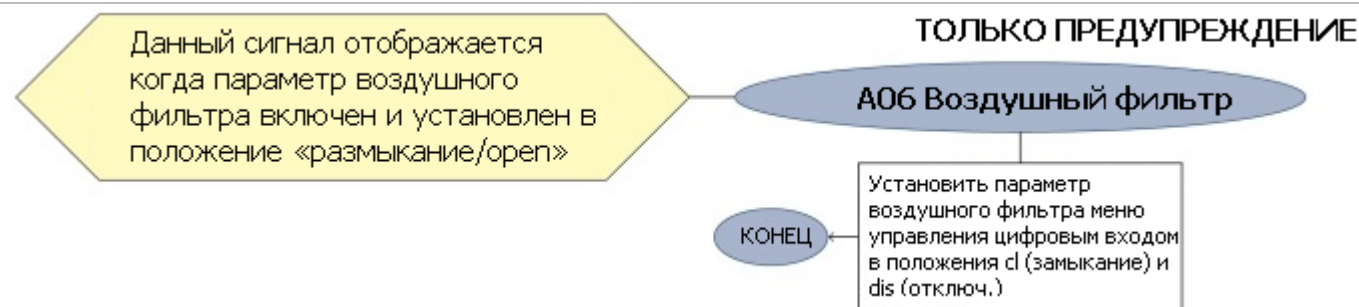 Данный сигнал отображается
когда параметр воздушного
фильтра включен и установлен в
положение «размыкание/open»
ТОЛЬКО ПРЕДУПРЕЖДЕНИЕ
А06 Воздушный фильтр
Установить параметр
воздушного фильтра меню
управления цифровым входом
в положения cl (замыкание) и
dis (отключ.)
КОНЕЦ